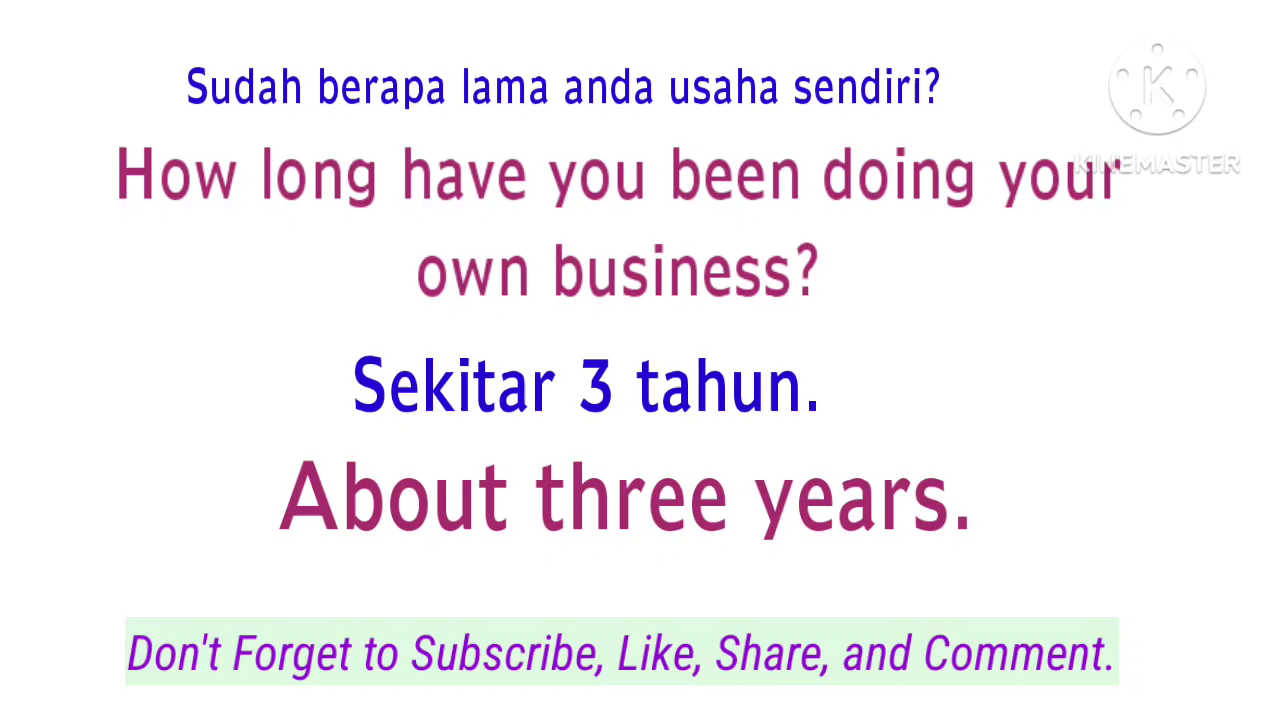 Sudah berapa lama anda usaha sendiri?
How long have you been doing your
own business?
Sekitar 3 tahun.
About three years.
Don't Forget to Subscribe, Like, Share, and Comment.
K
KINEMASTER